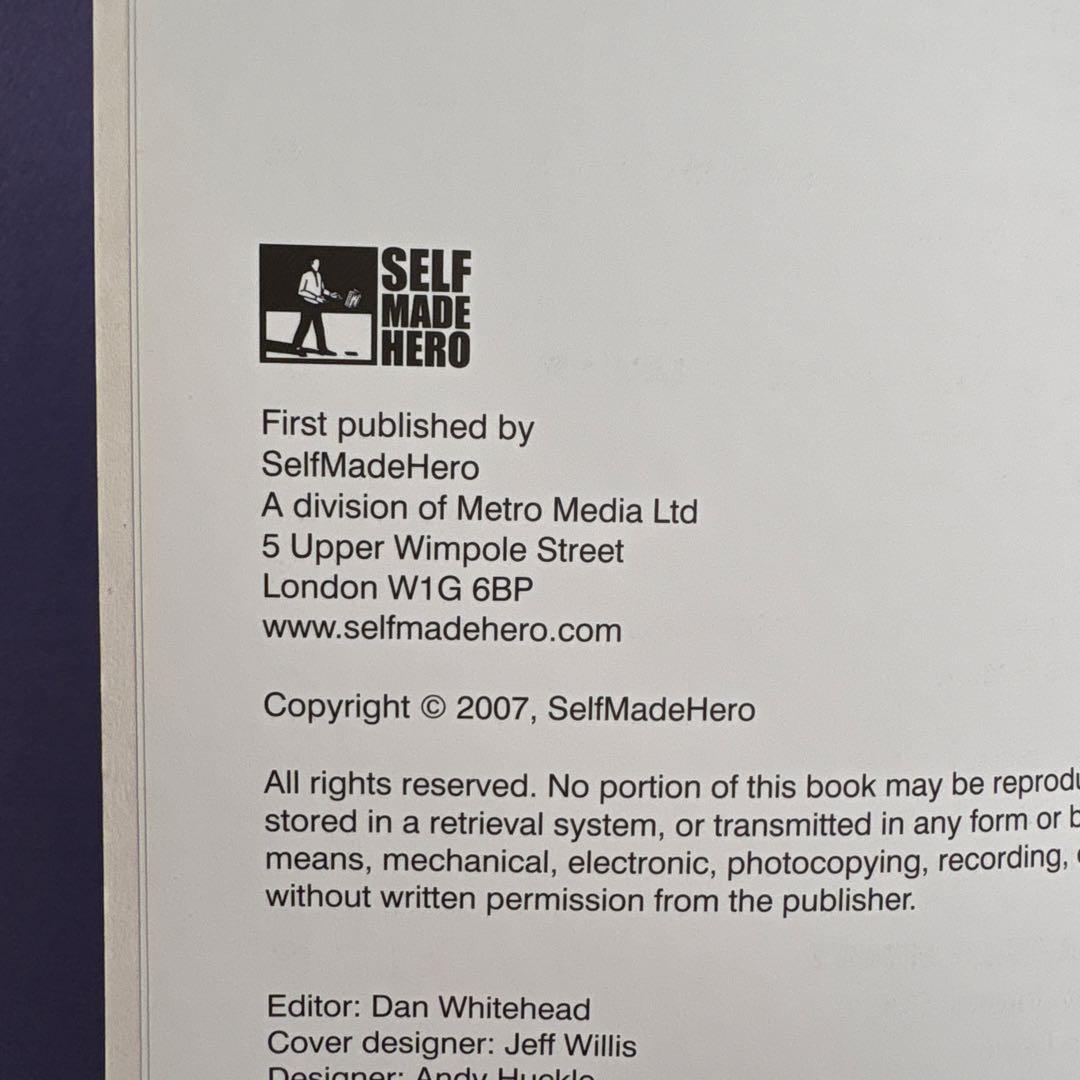 SELF
MADE
HERO
First published by
SelfMadeHero
A division of Metro Media Ltd
5 Upper Wimpole Street
London W1G 6BP
www.selfmadehero.com
Copyright © 2007, SelfMadeHero
All rights reserved. No portion of this book may be
stored in a retrieval system, or transmitted in any form or
means, mechanical, electronic, photocopying, recording,
without written permission from the publisher.
Editor: Dan Whitehead
Cover designer: Jeff Willis
Designer: Andy